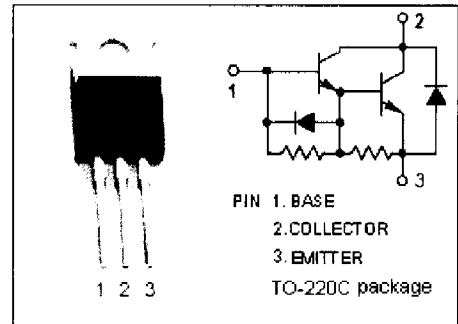 2
1
3
PIN 1. BASE
2. COLLECTOR
3. EMITTER
1 2 3
TO-220C package